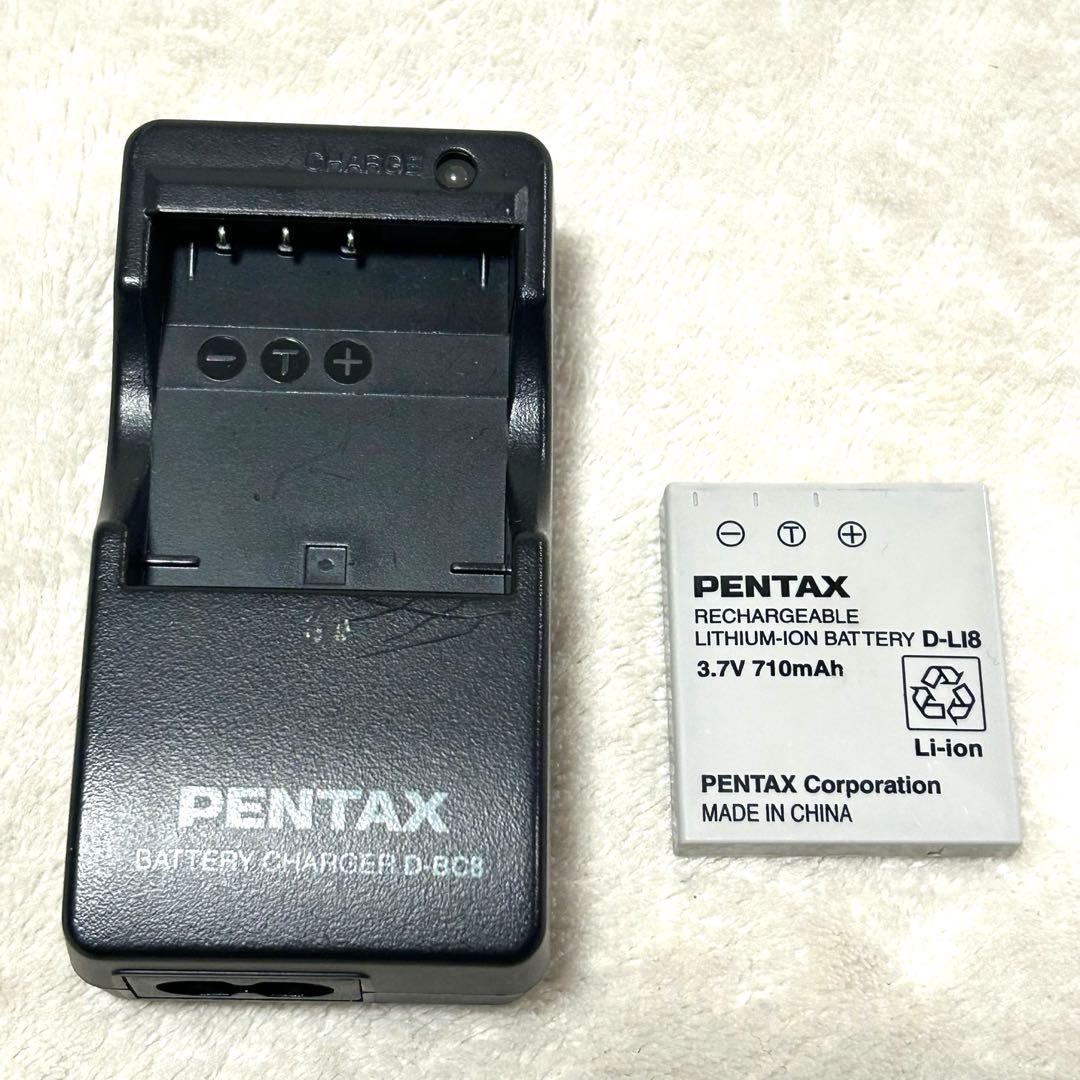 CHARGE
− T +
PENTAX
BATTERY CHARGER D-BC8
− T +
PENTAX
RECHARGEABLE
LITHIUM-ION BATTERY D-LI8
3.7V 710mAh
Li-ion
PENTAX Corporation
MADE IN CHINA